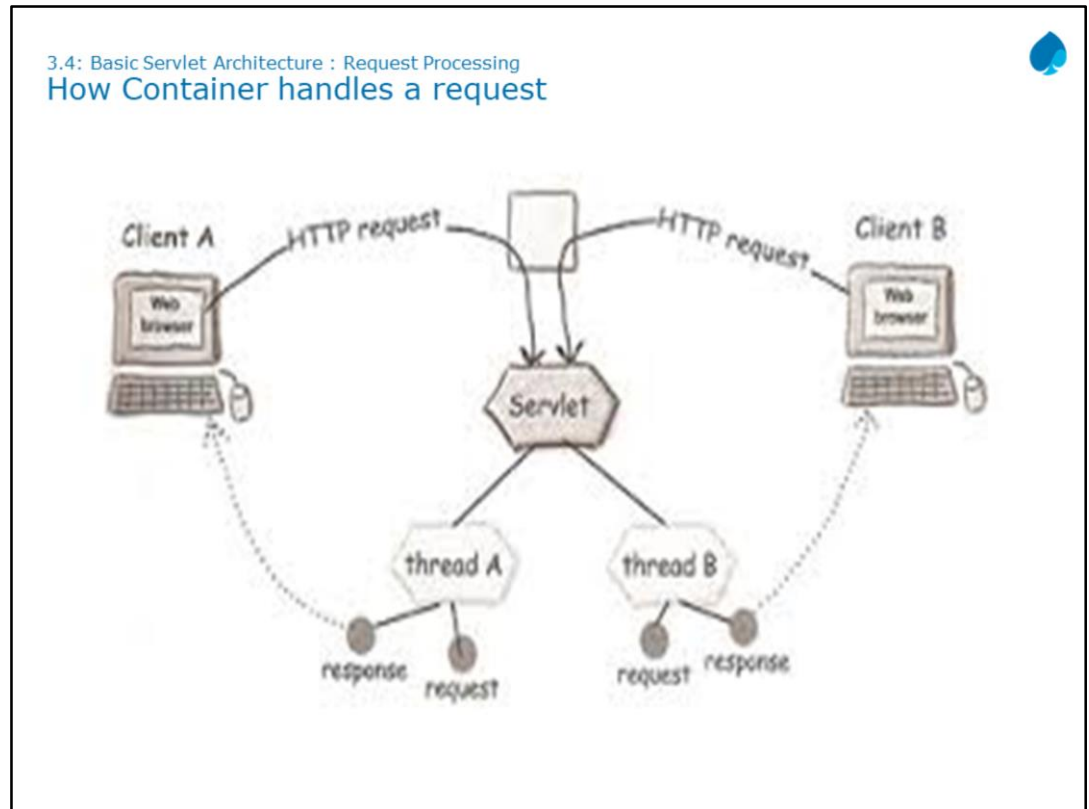 3.4: Basic Servlet Architecture : Request Processing
How Container handles a request
Client A
HTTP request
HTTP request
Client B
Web
browser
Web
browser
Servlet
thread A
thread B
response
request
request
response